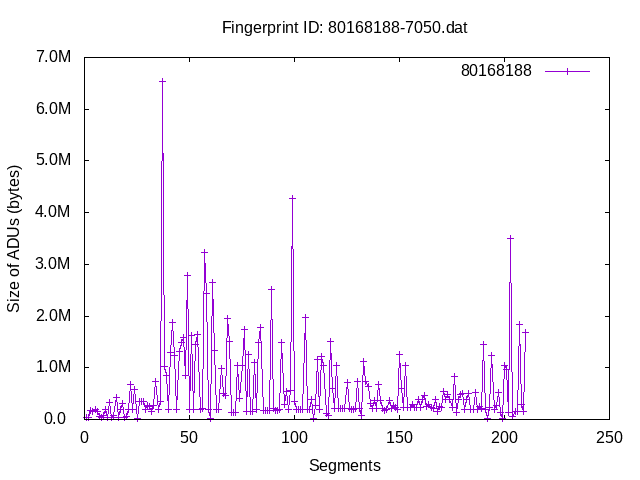 Fingerprint ID: 80168188-7050.dat
80168188
7.0M
6.0M
5.0M
4.0M
3.0M
2.0M
1.0M
0.0
Size of ADUs (bytes)
0 50 100 150 200 250
Segments